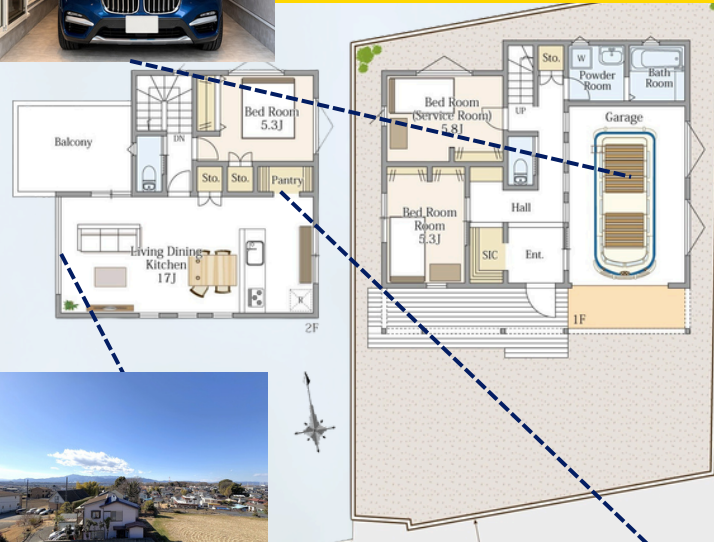 Bed Room
5.3J
Balcony
DN
Sto.
Sto.
Pantry
Living Dining
Kitchen
17J
R
2F
Sto.
W
Powder
Room
Bath
Room
Bed Room
(Service Room)
5.8J
UP
Garage
Bed Room
Room
5.3J
Hall
SIC
Ent.
1F